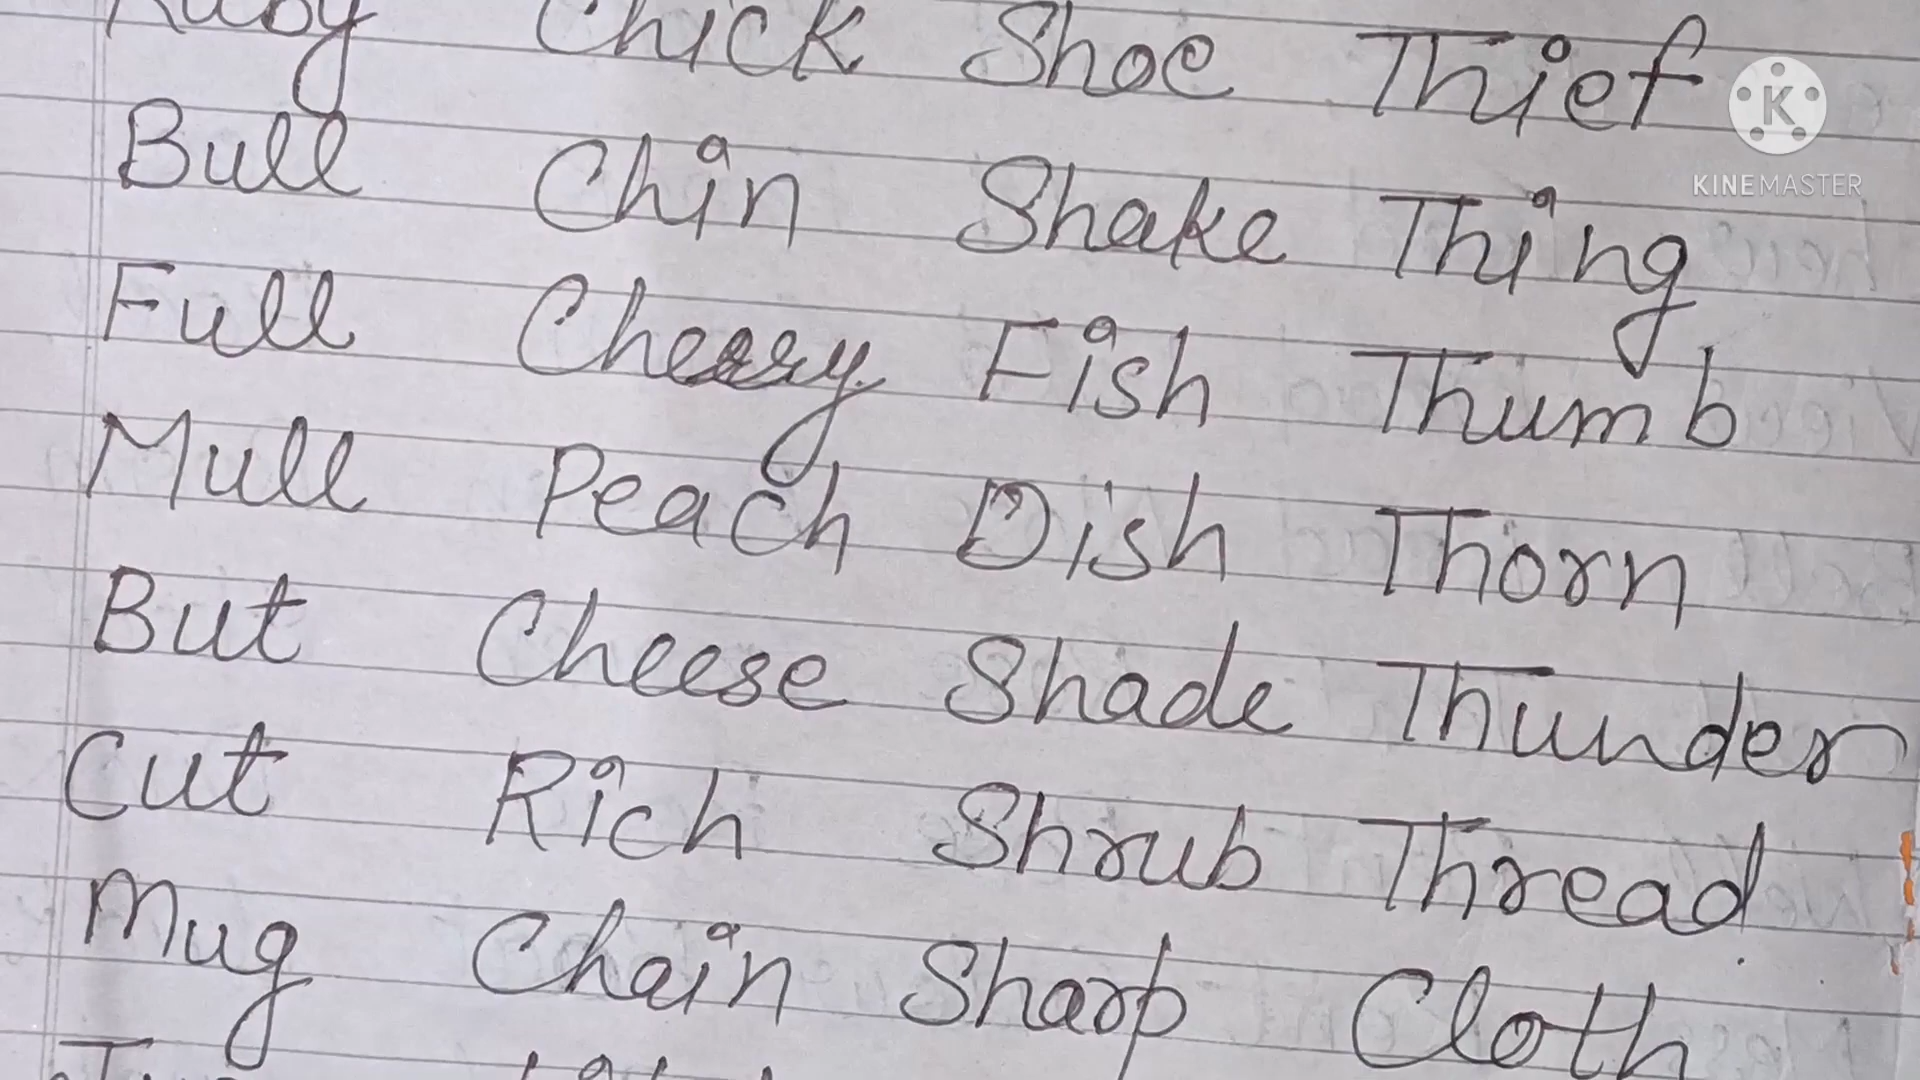 Ruby Chick Shoe Thief
Bull Chin Shake Thing
KINEMASTER
Full Cherry Fish Thumb
Mull Peach Dish Thorn
But Cheese Shade Thunder
Cut Rich Shrub Thread
Mug Chain Sharp Cloth